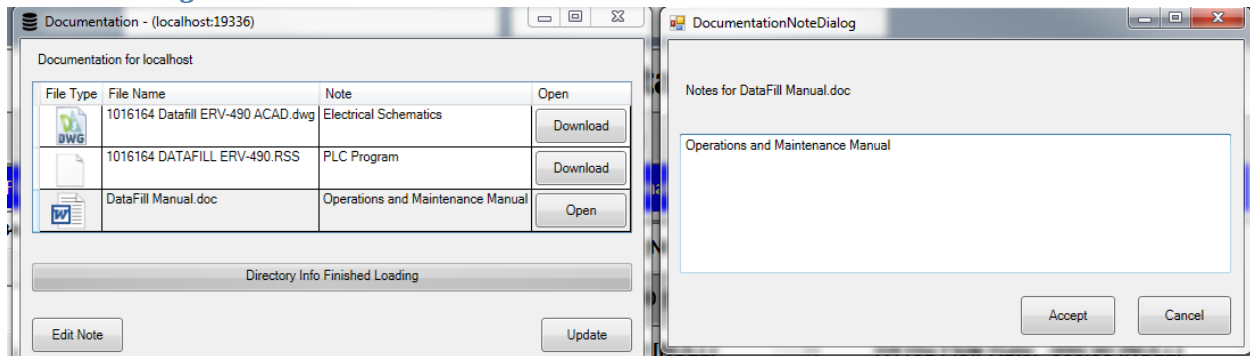 Documentation - (localhost:19336)
Documentation for localhost
File Type File Name Note Open
1016164 Datafill ERV-490 ACAD.dwg Electrical Schematics Download
DWG
1016164 DATAFILL ERV-490.RSS PLC Program Download
DataFill Manual.doc Operations and Maintenance Manual Open
Directory Info Finished Loading
Edit Note Update
DocumentationNoteDialog
Notes for DataFill Manual.doc
Operations and Maintenance Manual
Accept Cancel